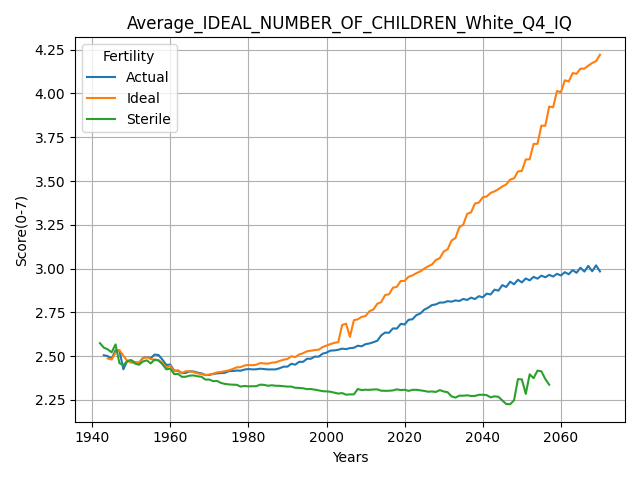 Average_IDEAL_NUMBER_OF_CHILDREN_White_Q4_IQ
Fertility
Actual
Ideal
Sterile
Score(0-7)
4.25
4.00
3.75
3.50
3.25
3.00
2.75
2.50
2.25
1940 1960 1980 2000 2020 2040 2060
Years